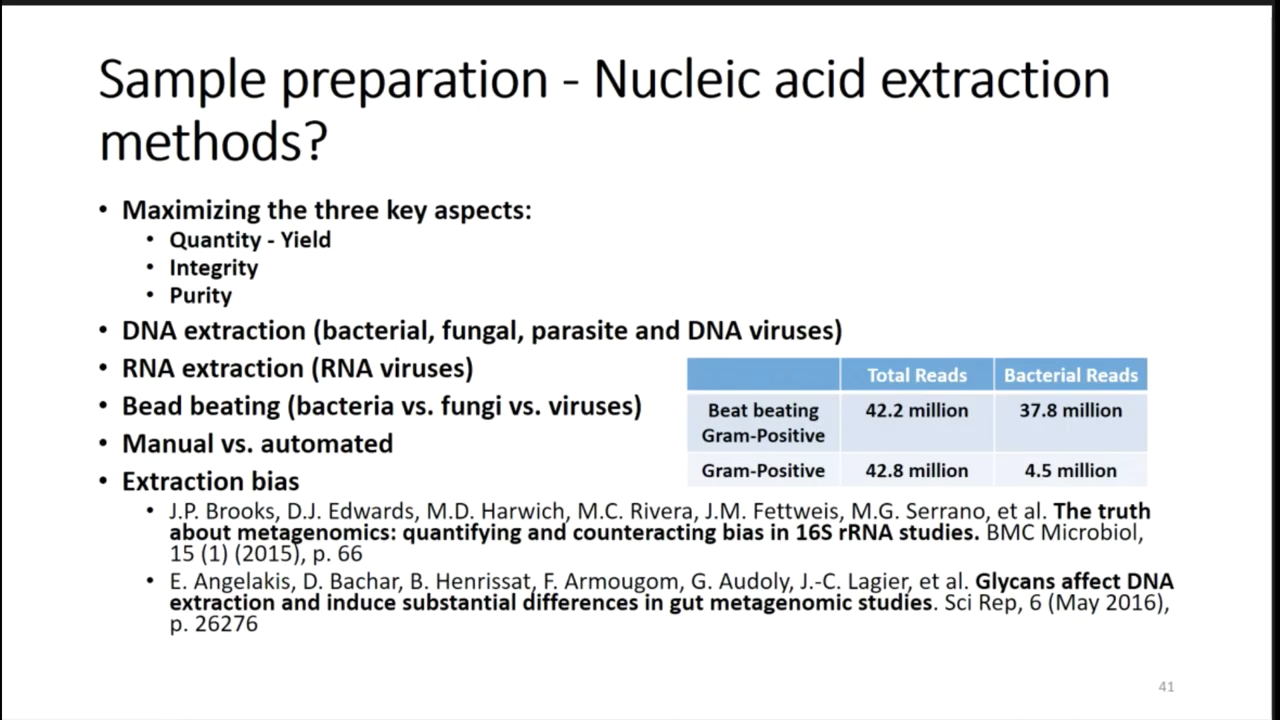 Sample preparation - Nucleic acid extraction
methods?
• Maximizing the three key aspects:
• Quantity - Yield
• Integrity
• Purity
• DNA extraction (bacterial, fungal, parasite and DNA viruses)
• RNA extraction (RNA viruses)
• Bead beating (bacteria vs. fungi vs. viruses)
• Manual vs. automated
• Extraction bias
Total Reads Bacterial Reads
Beat beating 42.2 million 37.8 million
Gram-Positive
Gram-Positive 42.8 million 4.5 million
• J.P. Brooks, D.J. Edwards, M.D. Harwich, M.C. Rivera, J.M. Fettweis, M.G. Serrano, et al. The truth
about metagenomics: quantifying and counteracting bias in 16S rRNA studies. BMC Microbiol,
15 (1) (2015), p. 66
• E. Angelakis, D. Bachar, B. Henrissat, F. Armougom, G. Audoly, J.-C. Lagier, et al. Glycans affect DNA
extraction and induce substantial differences in gut metagenomic studies. Sci Rep, 6 (May 2016),
p. 26276
41